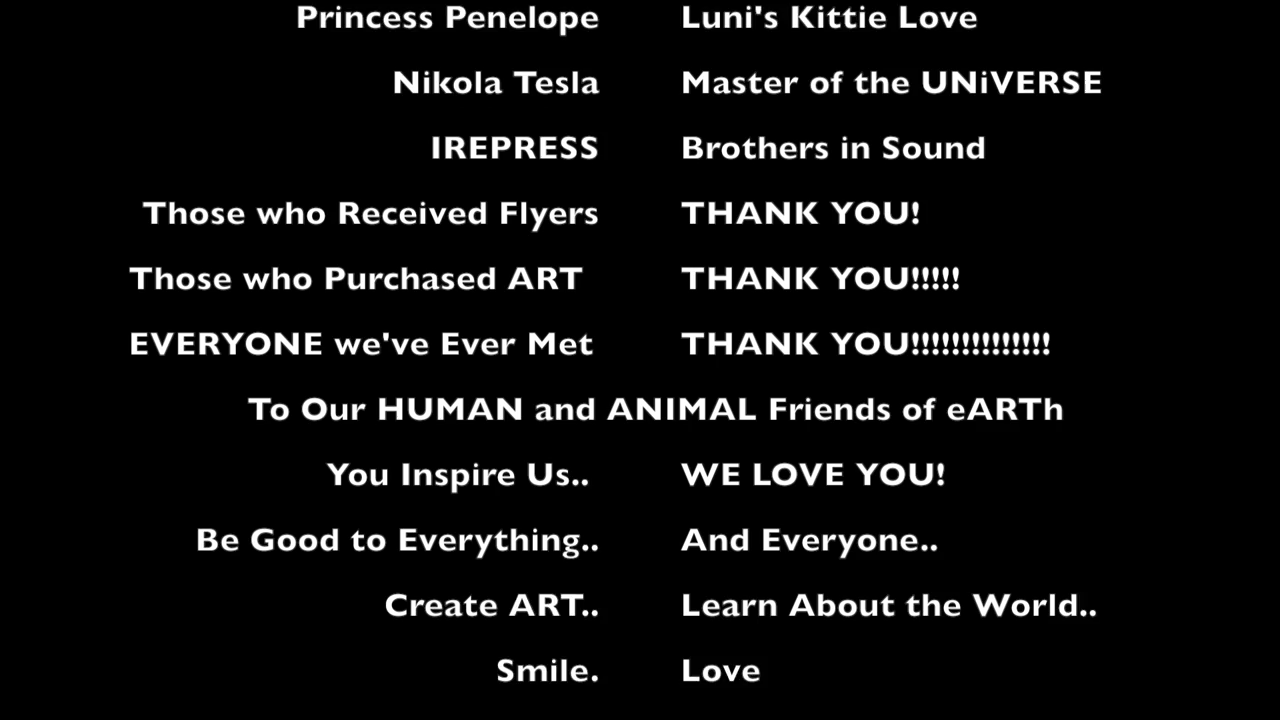 Princess Penelope Luni's Kittie Love
Nikola Tesla Master of the UNiVERSE
IREPRESS Brothers in Sound
Those who Received Flyers THANK YOU!
Those who Purchased ART THANK YOU!!!!!
EVERYONE we've Ever Met THANK YOU!!!!!!!!!!!!!!
To Our HUMAN and ANIMAL Friends of eARTh
You Inspire Us.. WE LOVE YOU!
Be Good to Everything.. And Everyone..
Create ART.. Learn About the World..
Smile. Love